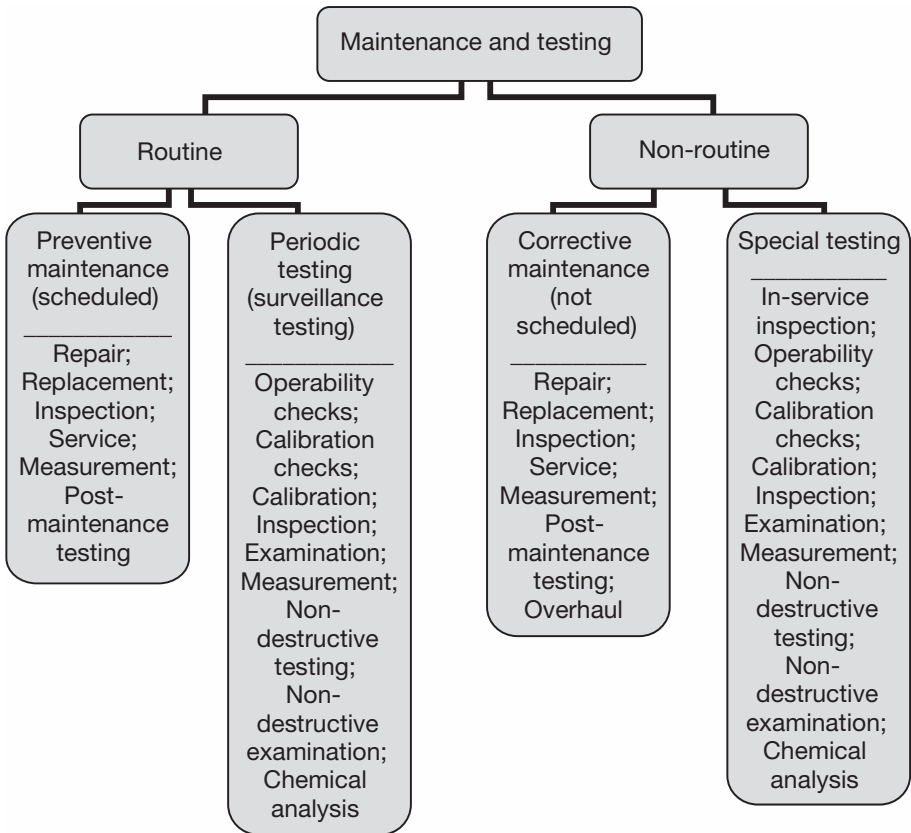 Maintenance and testing
Routine
Non-routine
Preventive
maintenance
(scheduled)
Repair;
Replacement;
Inspection;
Service;
Measurement;
Post-
maintenance
testing
Periodic
testing
(surveillance
testing)
Operability
checks;
Calibration
checks;
Calibration;
Inspection;
Examination;
Measurement;
Non-
destructive
testing;
Non-
destructive
examination;
Chemical
analysis
Corrective
maintenance
(not
scheduled)
Repair;
Replacement;
Inspection;
Service;
Measurement;
Post-
maintenance
testing;
Overhaul
Special testing
In-service
inspection;
Operability
checks;
Calibration
checks;
Calibration;
Inspection;
Examination;
Measurement;
Non-
destructive
testing;
Non-
destructive
examination;
Chemical
analysis